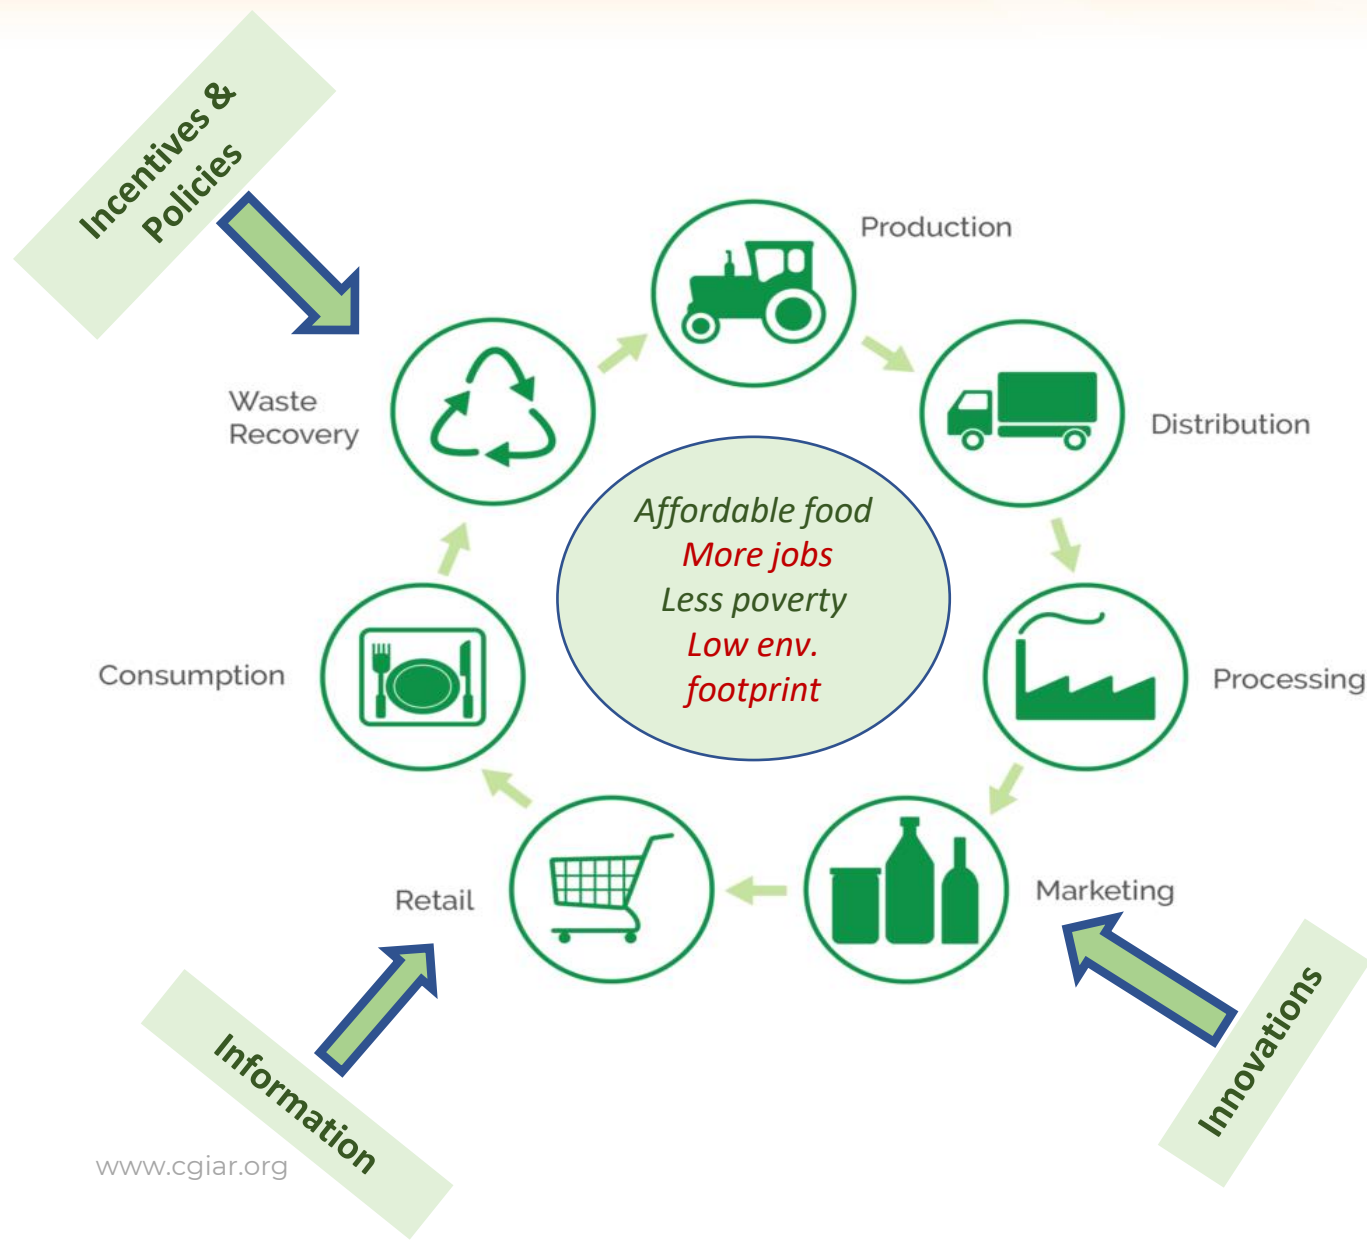 Incentives &
Policies
Production
Waste
Recovery
Distribution
Affordable food
More jobs
Less poverty
Low env.
footprint
Consumption
Processing
Retail
Marketing
Information
Innovations
www.cgiar.org